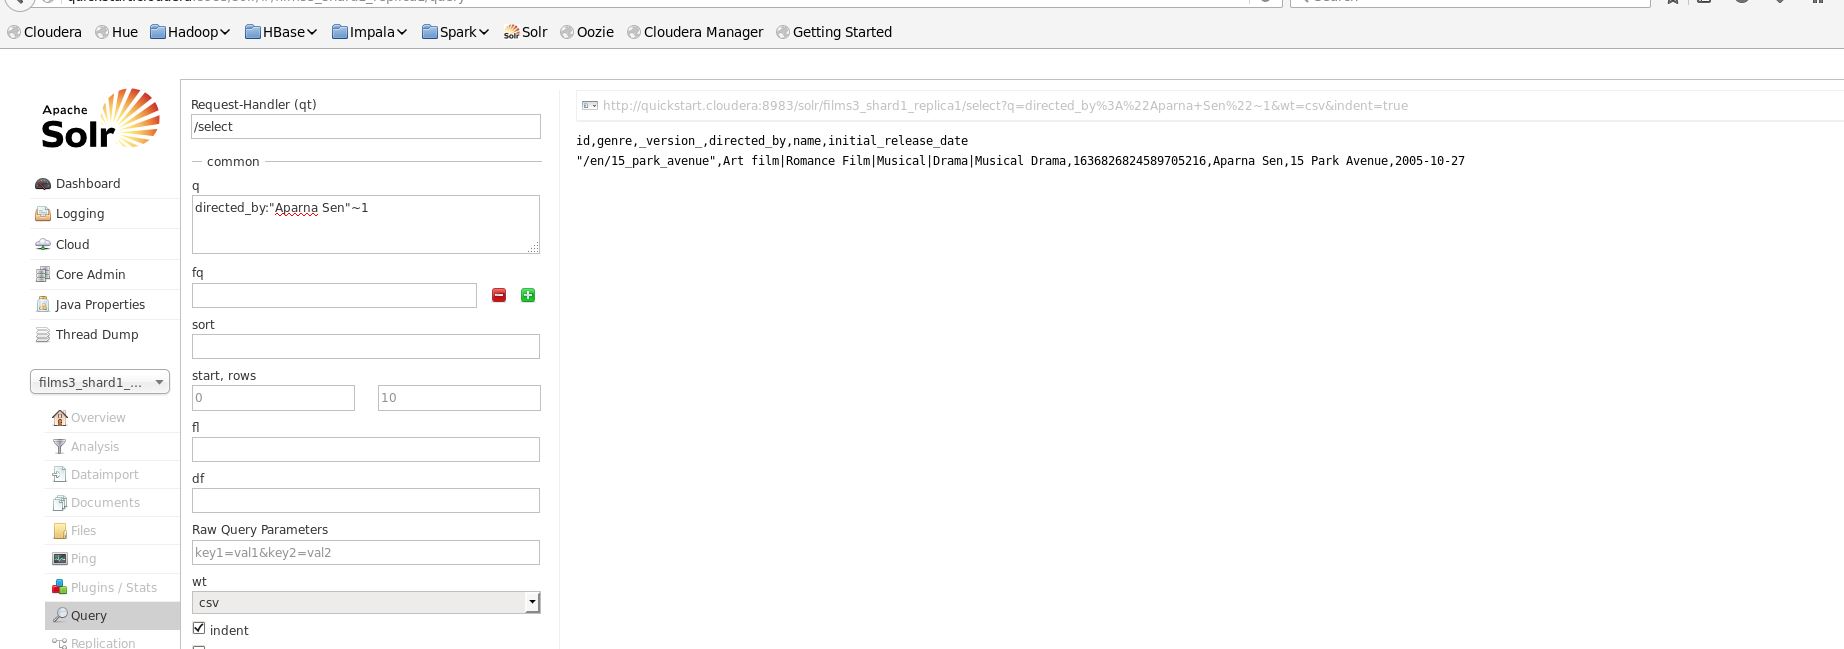 Cloudera Hue Hadoop HBase Impala Spark Solr Oozie Cloudera Manager Getting Started
Apache
Solr
Dashboard
Logging
Cloud
Core Admin
Java Properties
Thread Dump
films3_shard1_...
Overview
Analysis
Dataimport
Documents
Files
Ping
Plugins / Stats
Query
Replication
Request-Handler (qt)
/select
common
q
directed_by:"Aparna Sen"~1
fq
sort
start, rows
0 10
fl
df
Raw Query Parameters
key1=val1&key2=val2
wt
csv
indent
http://quickstart.cloudera:8983/solr/films3_shard1_replica1/select?q=directed_by%3A%22Aparna+Sen%22~1&wt=csv&indent=true
id,genre,_version_,directed_by,name,initial_release_date
"/en/15_park_avenue",Art film|Romance Film|Musical|Drama|Musical Drama,1636826824589705216,Aparna Sen,15 Park Avenue,2005-10-27